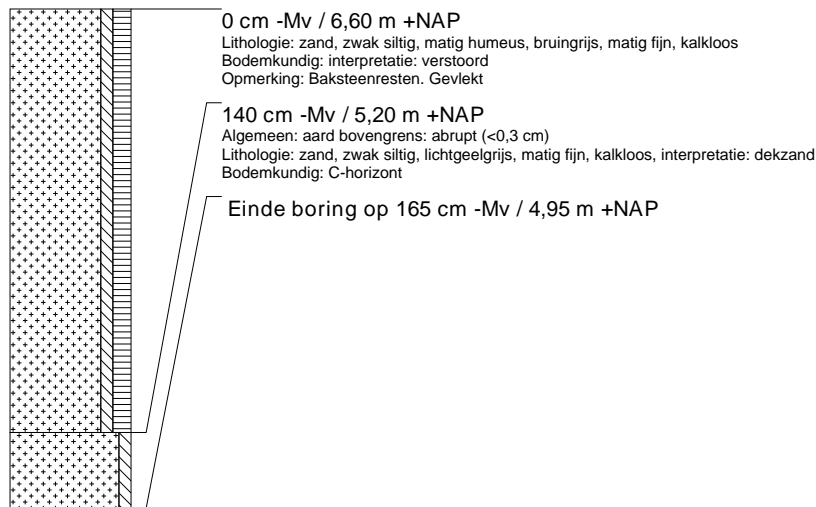 0 cm -Mv / 6,60 m +NAP
Lithologie: zand, zwak siltig, matig humeus, bruingrijs, matig fijn, kalkloos
Bodemkundig: interpretatie: verstoord
Opmerking: Baksteenresten. Gevlekt
140 cm -Mv / 5,20 m +NAP
Algemeen: aard bovengrens: abrupt (<0,3 cm)
Lithologie: zand, zwak siltig, lichtgeelgrijs, matig fijn, kalkloos, interpretatie: dekzand
Bodemkundig: C-horizont
Einde boring op 165 cm -Mv / 4,95 m +NAP